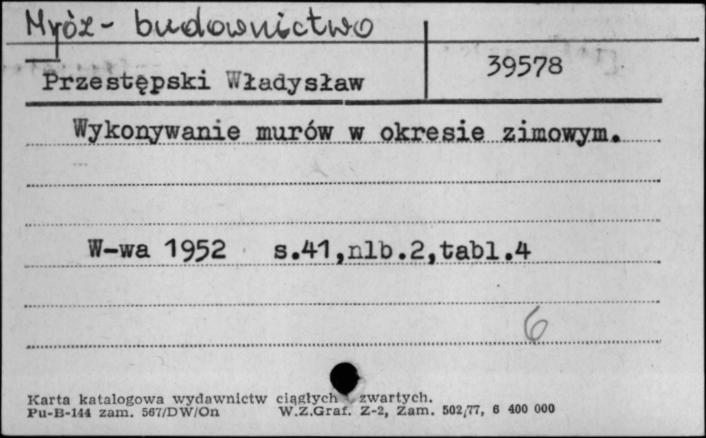 Mróz - budownictwo
Przestępski Władysław
39578
Wykonywanie murów w okresie zimowym.
W-wa 1952 s.41,nlb.2,tabl.4
6
Karta katalogowa wydawnictw ciągłych zwartych.
Pu-B-144 zam. 567/DW/On W.Z.Graf. Z-2, Zam. 502/77, 6 400 000